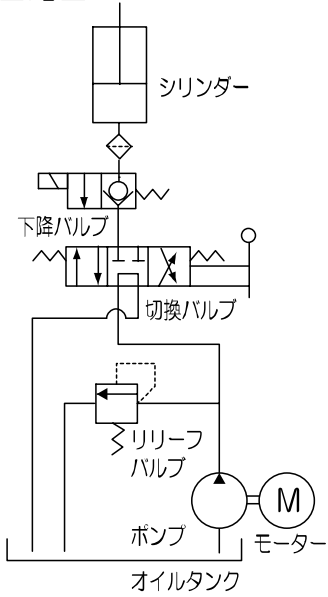 シリンダー
下降バルブ
切換バルブ
リリーフ
バルブ
M
ポンプ
モーター
オイルタンク